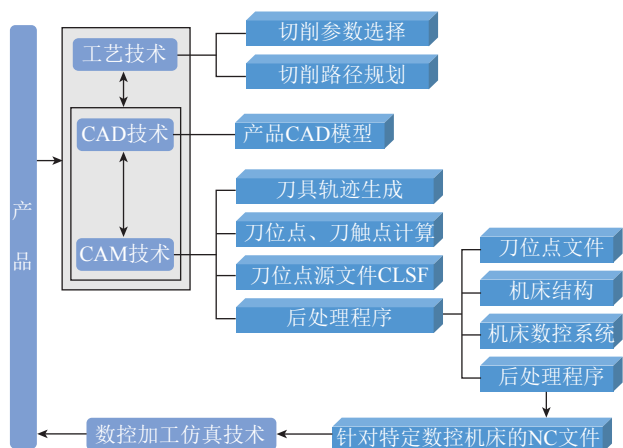 产
品
工艺技术
切削参数选择
切削路径规划
CAD技术
产品CAD模型
CAM技术
刀具轨迹生成
刀位点、刀触点计算
刀位点源文件CLSF
后处理程序
刀位点文件
机床结构
机床数控系统
后处理程序
针对特定数控机床的NC文件
数控加工仿真技术